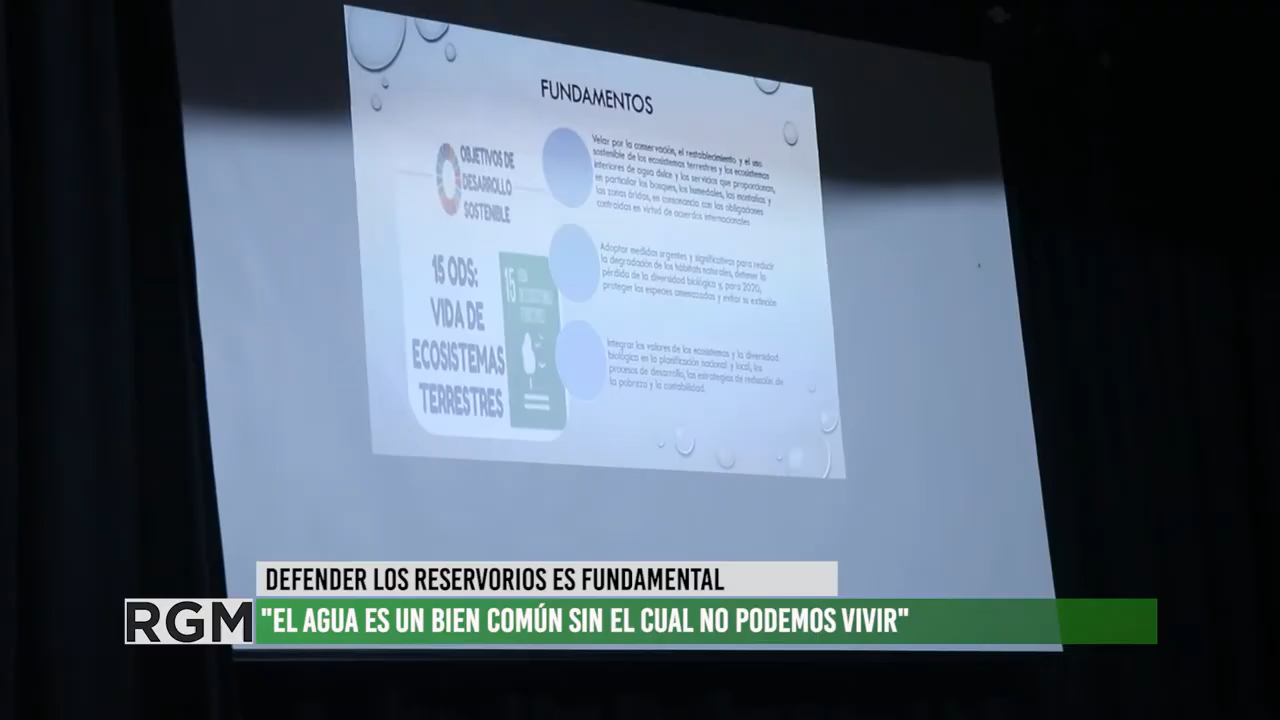 FUNDAMENTOS
OBJETIVOS DE
DESARROLLO
SOSTENIBLE
15 ODS:
VIDA DE
ECOSISTEMAS
TERRESTRES
15
Velar por la conservación, el restablecimiento y el uso
sostenible de los ecosistemas terrestres y los ecosistemas
interiores de agua dulce y los servicios que proporcionan,
en particular los bosques, los humedales, las montañas y
las zonas áridas, en consonancia con las obligaciones
contraídas en virtud de acuerdos internacionales
Adoptar medidas urgentes y significativas para reducir
la degradación de los hábitats naturales, detener la
pérdida de la diversidad biológica y, para 2020,
proteger las especies amenazadas y evitar su extinción
Integrar los valores de los ecosistemas y la diversidad
biológica en la planificación nacional y local, los
procesos de desarrollo, las estrategias de reducción de
la pobreza y la contabilidad.
DEFENDER LOS RESERVORIOS ES FUNDAMENTAL
RGM
"EL AGUA ES UN BIEN COMÚN SIN EL CUAL NO PODEMOS VIVIR"